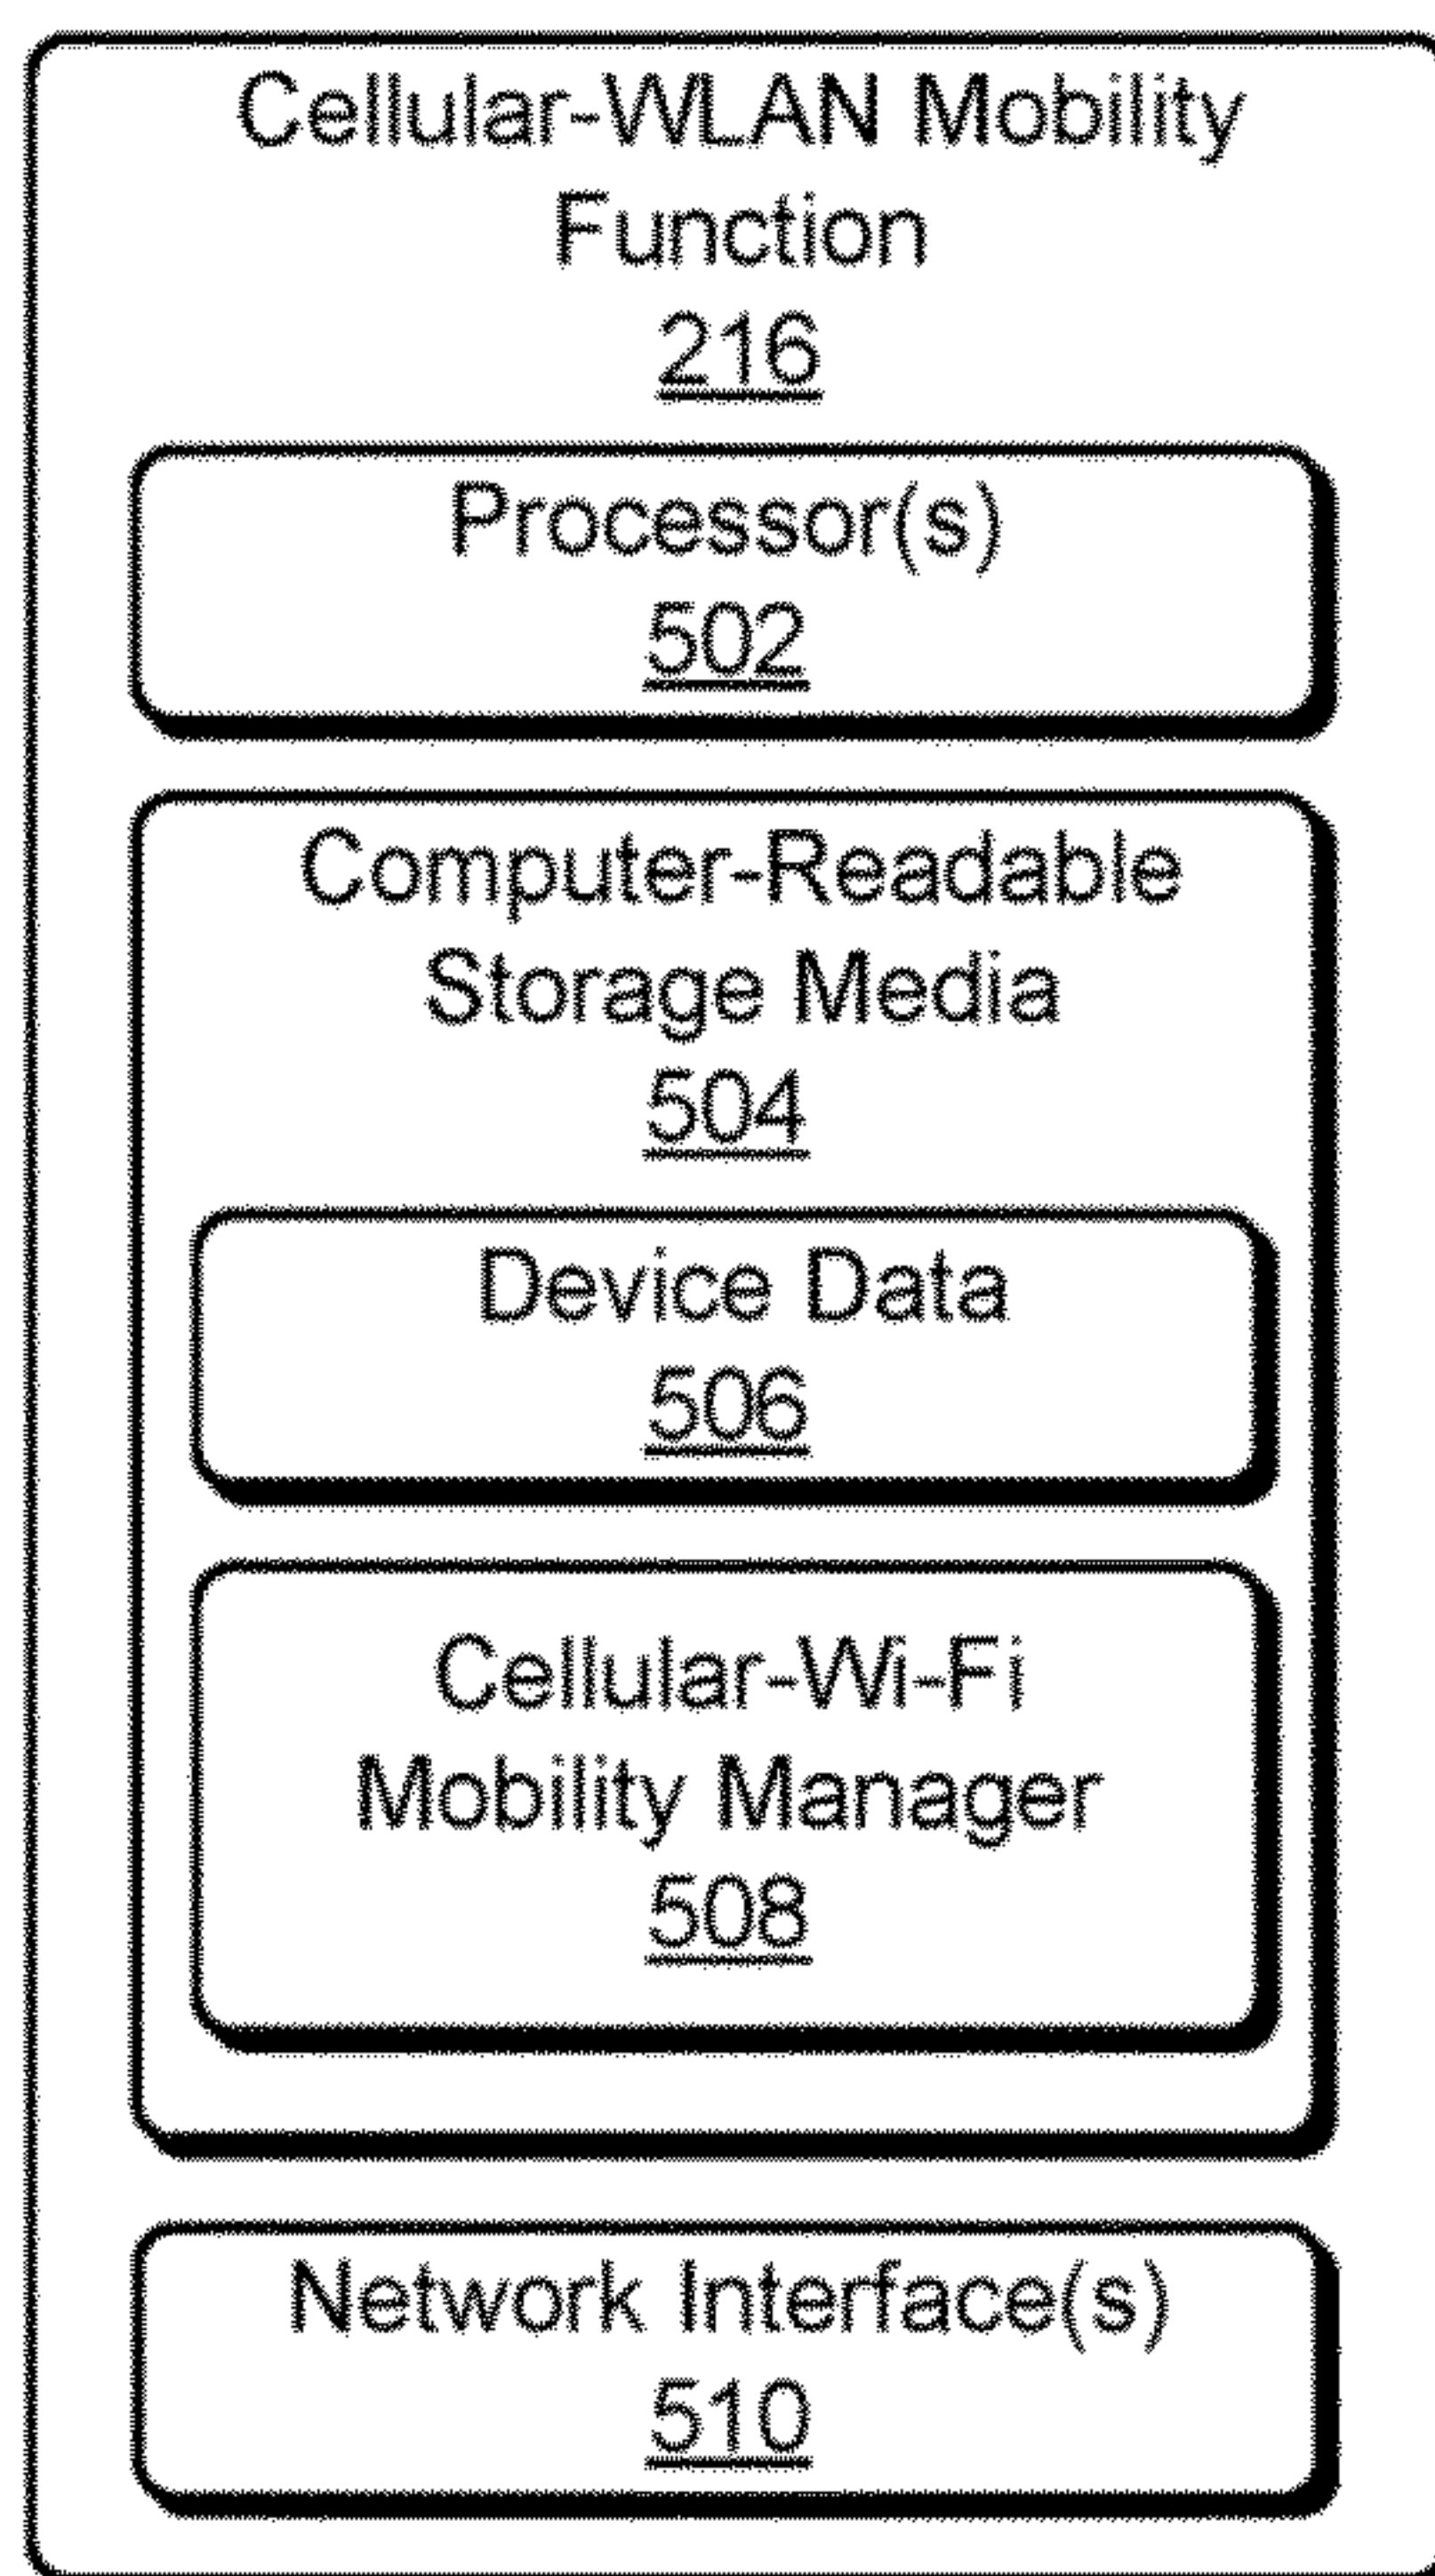 Cellular-WLAN Mobility
Function
216
Processor(s)
502
Computer-Readable
Storage Media
504
Device Data
506
Cellular-Wi-Fi
Mobility Manager
508
Network Interface(s)
510